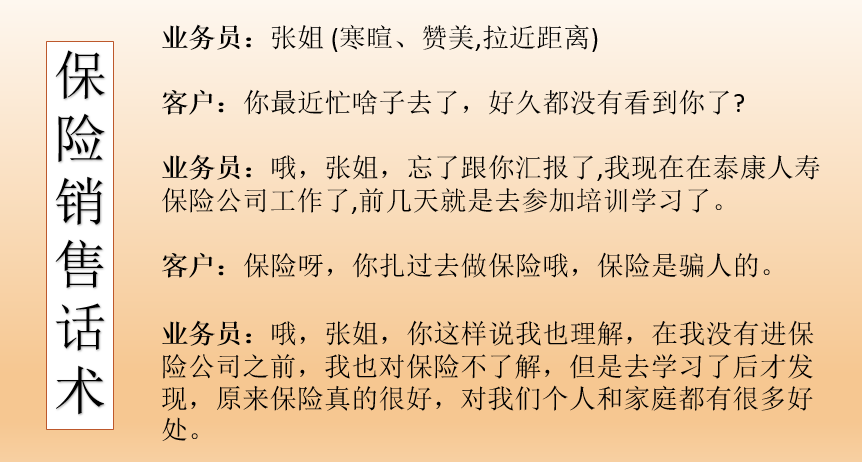 保险销售话术
业务员：张姐 (寒暄、赞美,拉近距离)
客户：你最近忙啥子去了，好久都没有看到你了?
业务员：哦，张姐，忘了跟你汇报了,我现在在泰康人寿
保险公司工作了,前几天就是去参加培训学习了。
客户：保险呀，你扎过去做保险哦，保险是骗人的。
业务员：哦，张姐，你这样说我也理解，在我没有进保
险公司之前，我也对保险不了解，但是去学习了后才发
现，原来保险真的很好，对我们个人和家庭都有很多好
处。